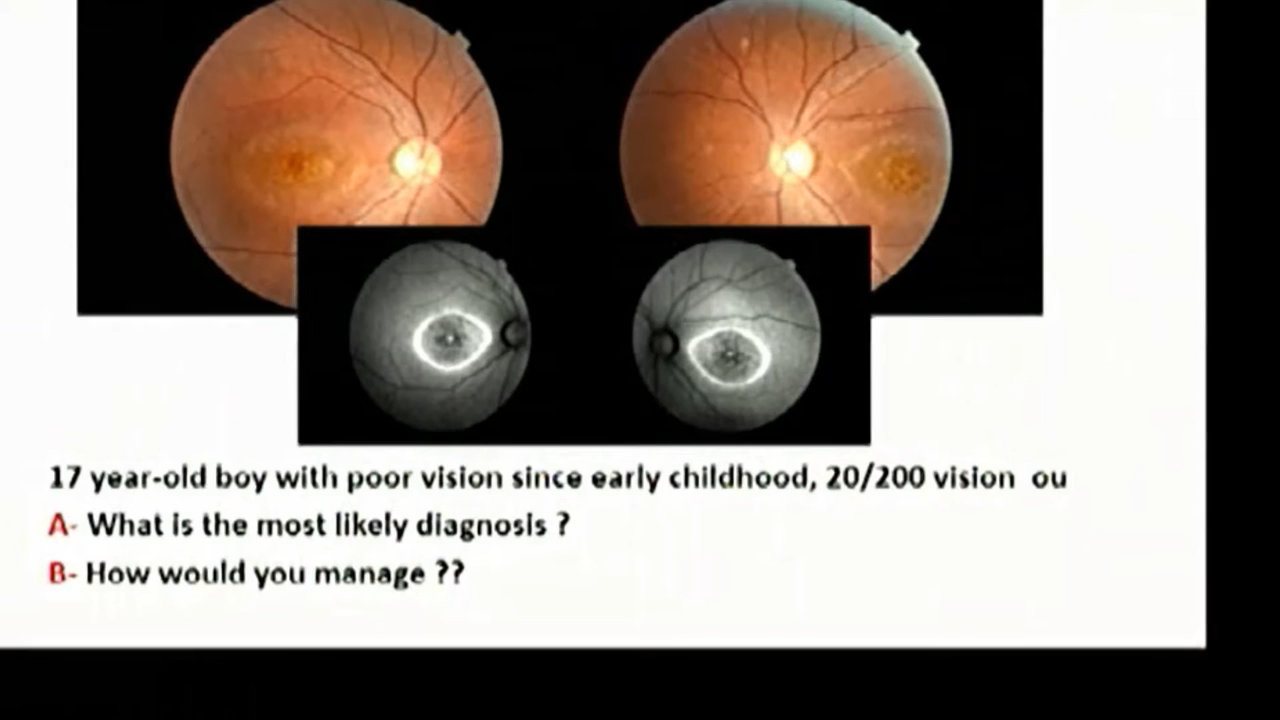 17 year-old boy with poor vision since early childhood, 20/200 vision ou
A- What is the most likely diagnosis ?
B- How would you manage ??